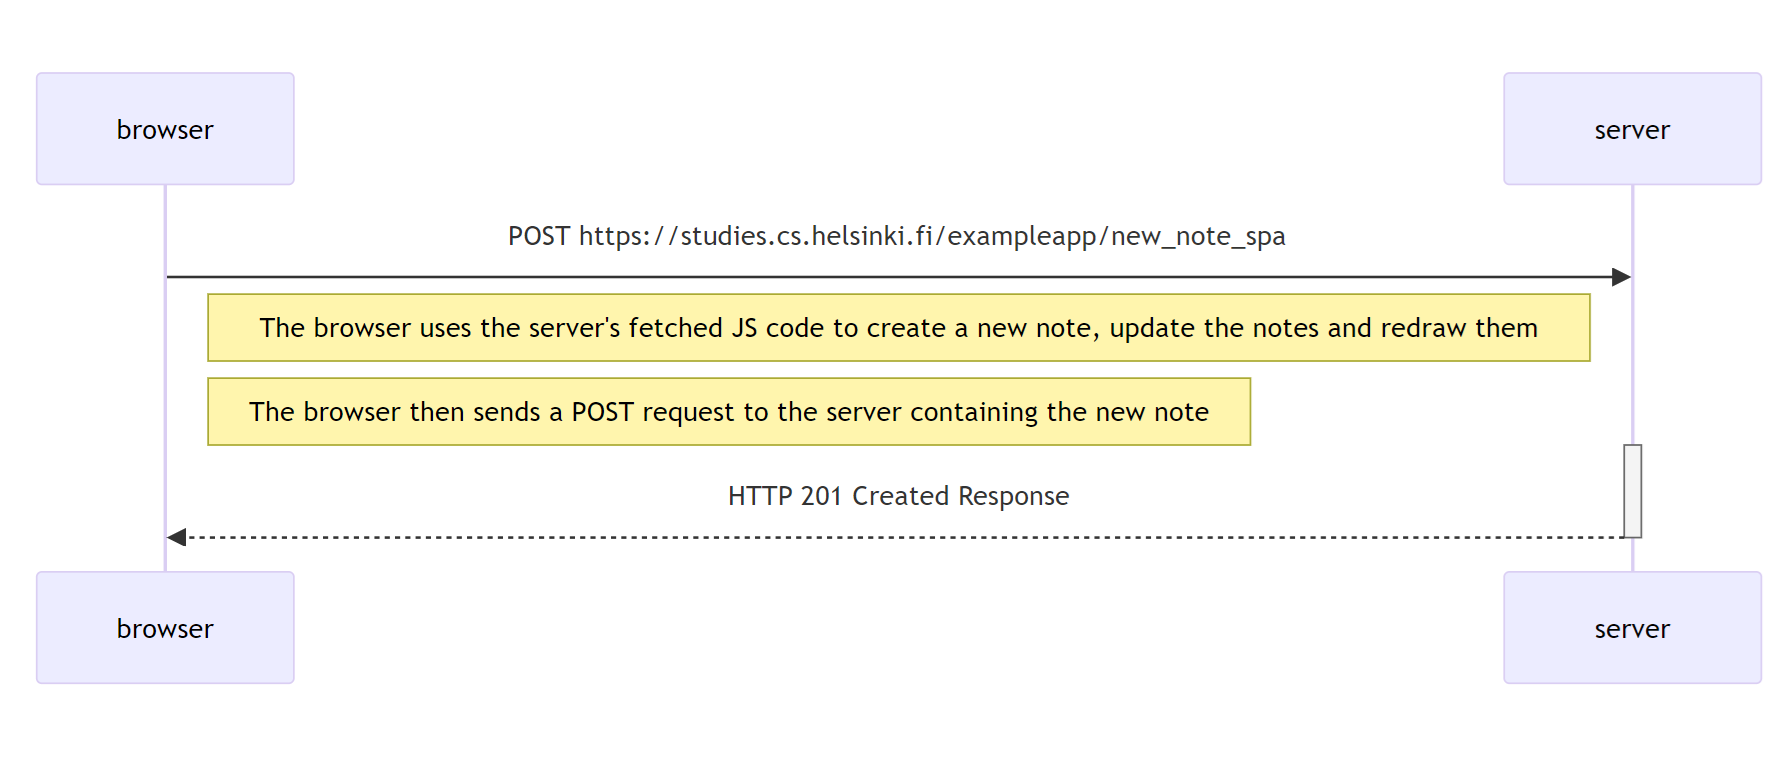 browser
server
POST https://studies.cs.helsinki.fi/exampleapp/new_note_spa
The browser uses the server's fetched JS code to create a new note, update the notes and redraw them
The browser then sends a POST request to the server containing the new note
HTTP 201 Created Response
browser
server